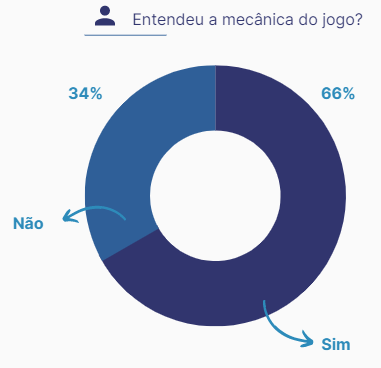 Entendeu a mecânica do jogo?
34%
66%
Não
Sim